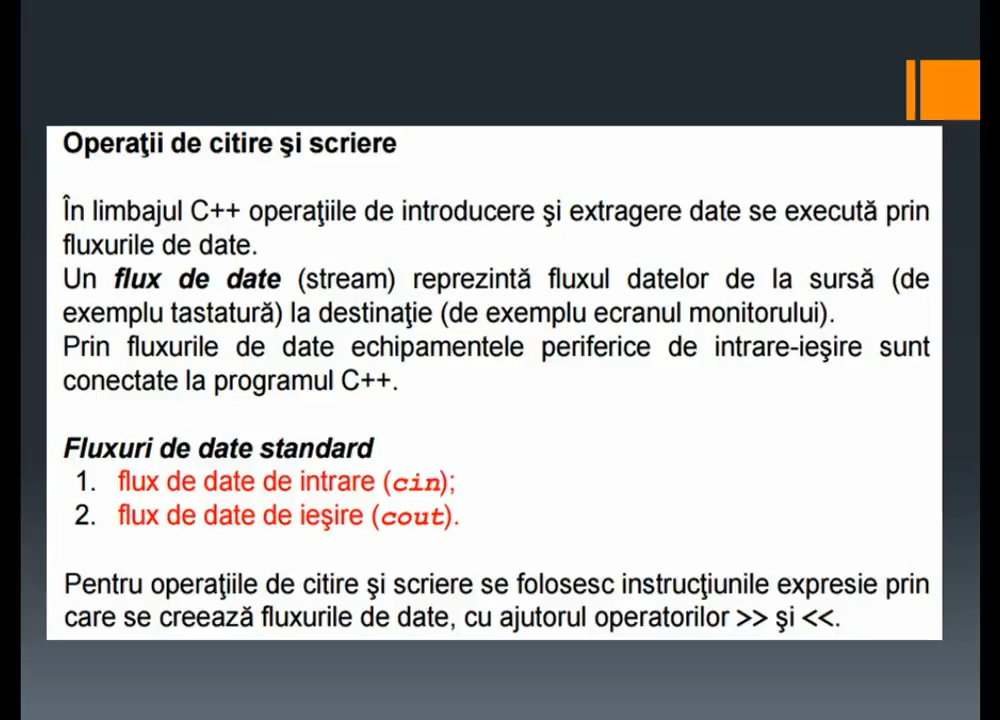 Operaţii de citire şi scriere
În limbajul C++ operaţiile de introducere şi extragere date se execută prin
fluxurile de date.
Un flux de date (stream) reprezintă fluxul datelor de la sursă (de
exemplu tastatură) la destinaţie (de exemplu ecranul monitorului).
Prin fluxurile de date echipamentele periferice de intrare-ieşire sunt
conectate la programul C++.
Fluxuri de date standard
1. flux de date de intrare (cin);
2. flux de date de ieşire (cout).
Pentru operaţiile de citire şi scriere se folosesc instrucţiunile expresie prin
care se creează fluxurile de date, cu ajutorul operatorilor >> şi <<.